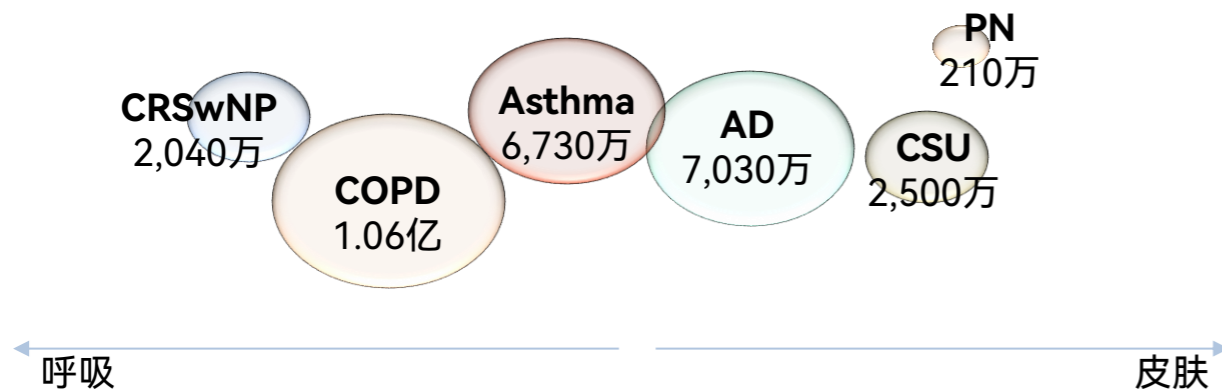 CRSwNP
2,040万
COPD
1.06亿
Asthma
6,730万
AD
7,030万
CSU
2,500万
PN
210万
呼吸
皮肤